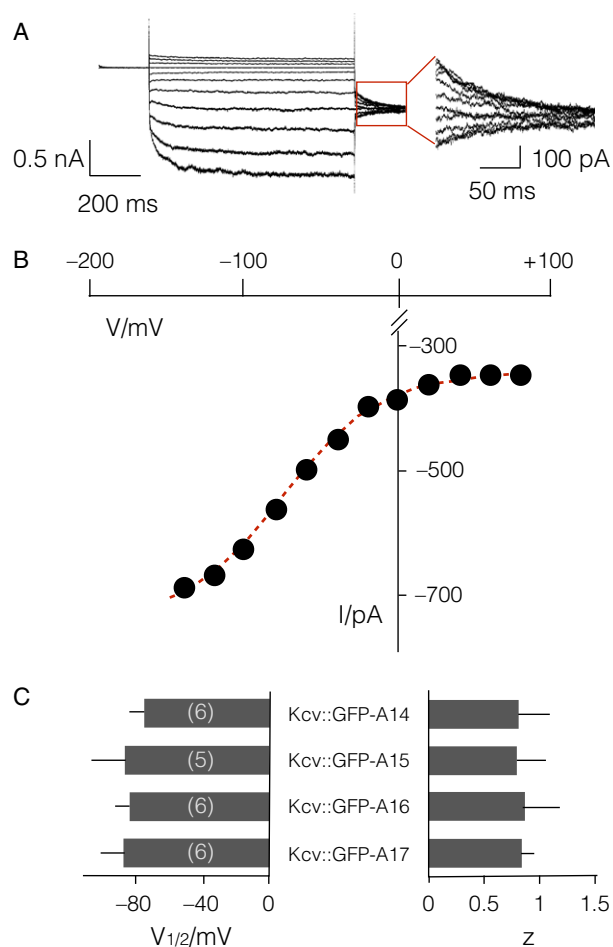 A
0.5 nA
200 ms
100 pA
50 ms
B
−200 −100 0 +100
V/mV
−300
−500
−700
I/pA
C
(6) Kcv::GFP-A14
(5) Kcv::GFP-A15
(6) Kcv::GFP-A16
(6) Kcv::GFP-A17
−80 −40 0 0 0.5 1 1.5
V1/2/mV z